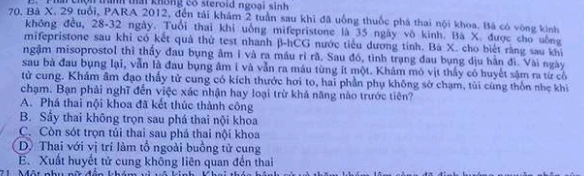 E. Phải chọn tránh thai không có steroid ngoại sinh
70. Bà X. 29 tuổi, PARA 2012, đến tái khám 2 tuần sau khi đã uống thuốc phá thai nội khoa. Bà có vòng kinh
không đều, 28-32 ngày. Tuổi thai khi uống mifepristone là 35 ngày vô kinh. Bà X. được cho uống
mifepristone sau khi có kết quả thử test nhanh β-hCG nước tiểu dương tính. Bà X. cho biết rằng sau khi
ngậm misoprostol thì thấy đau bụng âm ỉ và ra máu rỉ rả. Sau đó, tình trạng đau bụng dịu hẳn đi. Vài ngày
sau bà đau bụng lại, vẫn là đau bụng âm ỉ và vẫn ra máu từng ít một. Khám mỏ vịt thấy có huyết sậm ra từ cổ
tử cung. Khám âm đạo thấy tử cung có kích thước hơi to, hai phần phụ không sờ chạm, túi cùng thốn nhẹ khi
chạm. Bạn phải nghĩ đến việc xác nhận hay loại trừ khả năng nào trước tiên?
A. Phá thai nội khoa đã kết thúc thành công
B. Sẩy thai không trọn sau phá thai nội khoa
C. Còn sót trọn túi thai sau phá thai nội khoa
D. Thai với vị trí làm tổ ngoài buồng tử cung
E. Xuất huyết tử cung không liên quan đến thai
71. Một phụ nữ đến khám vì vô kinh.